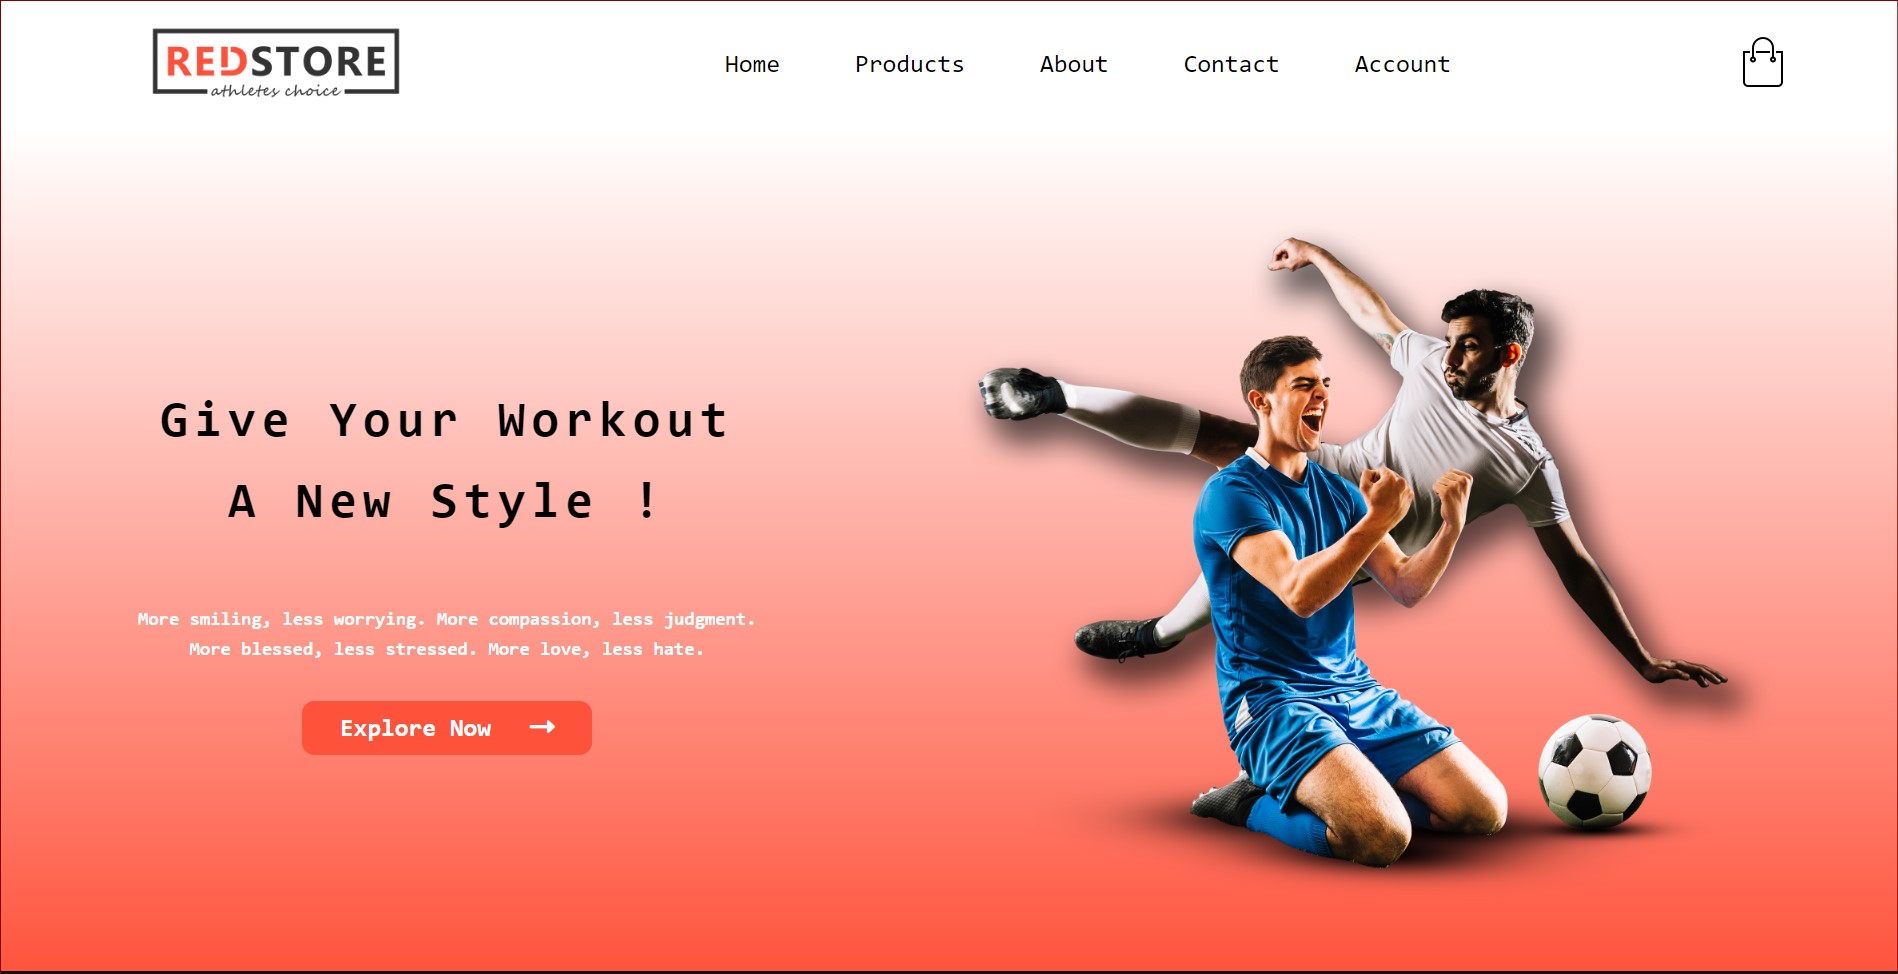 REDSTORE
athletes choice
Home Products About Contact Account
Give Your Workout
A New Style !
More smiling, less worrying. More compassion, less judgment.
More blessed, less stressed. More love, less hate.
Explore Now →